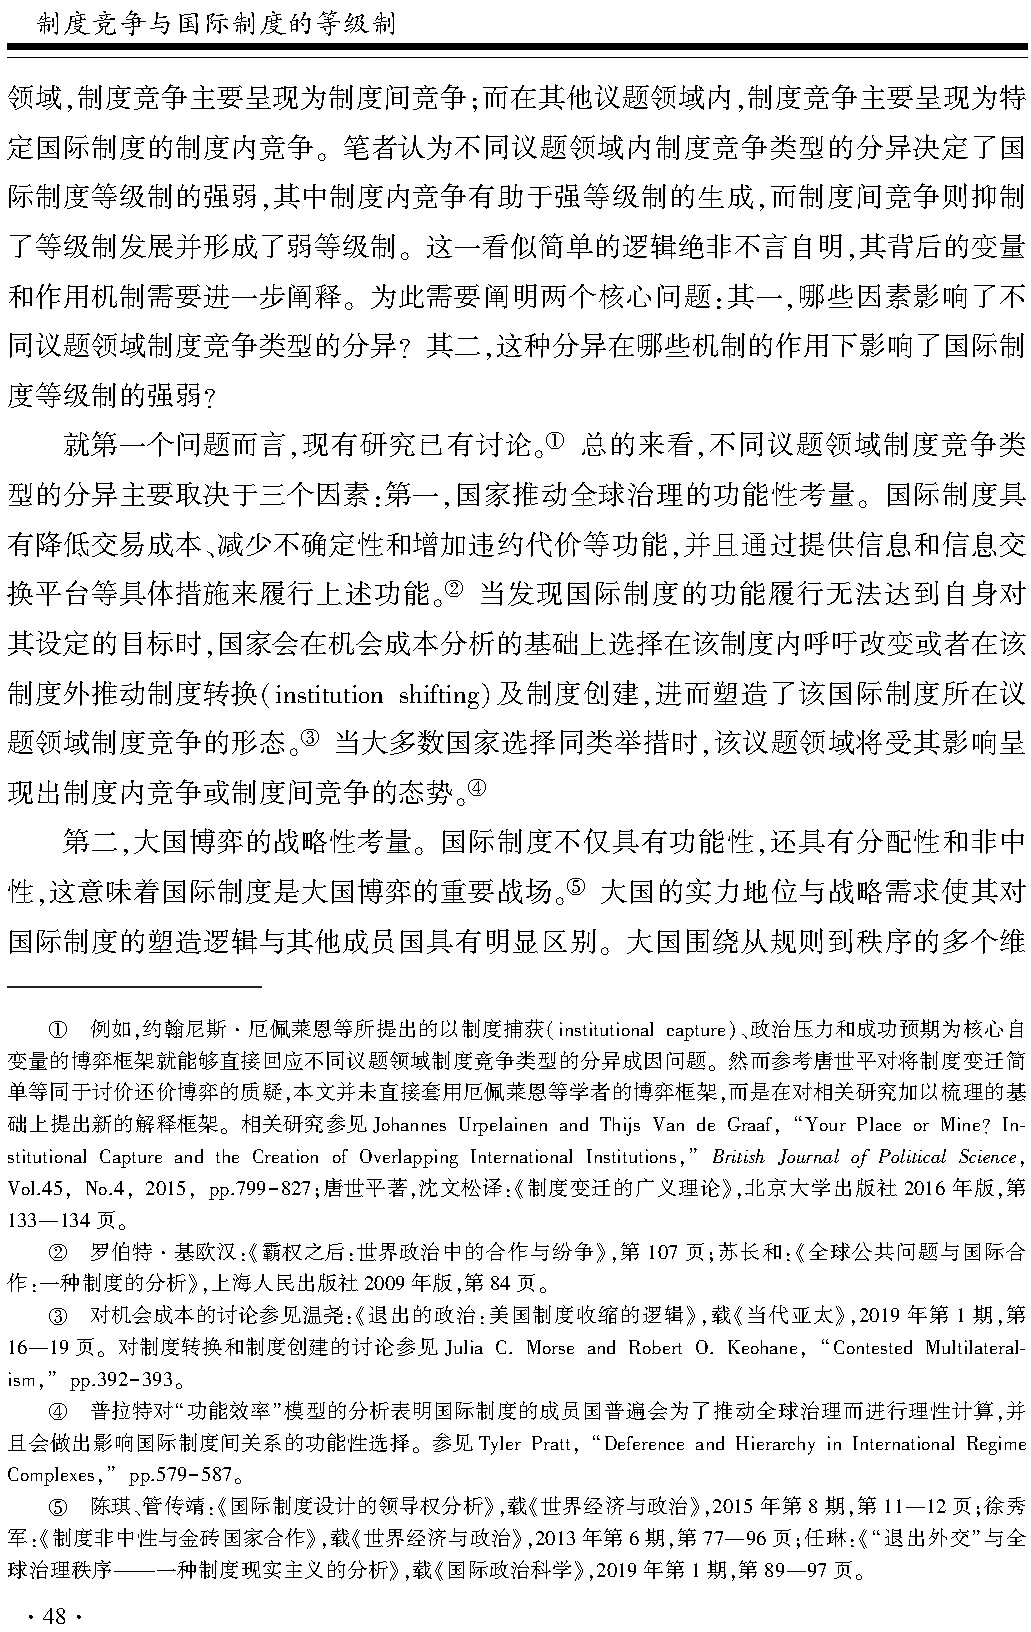 制度竞争与国际制度的等级制
领域,制度竞争主要呈现为制度间竞争;而在其他议题领域内,制度竞争主要呈现为特
定国际制度的制度内竞争。笔者认为不同议题领域内制度竞争类型的分异决定了国
际制度等级制的强弱,其中制度内竞争有助于强等级制的生成,而制度间竞争则抑制
了等级制发展并形成了弱等级制。这一看似简单的逻辑绝非不言自明,其背后的变量
和作用机制需要进一步阐释。为此需要阐明两个核心问题:其一,哪些因素影响了不
同议题领域制度竞争类型的分异? 其二,这种分异在哪些机制的作用下影响了国际制
度等级制的强弱?
就第一个问题而言,现有研究已有讨论。① 总的来看,不同议题领域制度竞争类
型的分异主要取决于三个因素:第一,国家推动全球治理的功能性考量。国际制度具
有降低交易成本、减少不确定性和增加违约代价等功能,并且通过提供信息和信息交
换平台等具体措施来履行上述功能。② 当发现国际制度的功能履行无法达到自身对
其设定的目标时,国家会在机会成本分析的基础上选择在该制度内呼吁改变或者在该
制度外推动制度转换(institution shifting)及制度创建,进而塑造了该国际制度所在议
题领域制度竞争的形态。③ 当大多数国家选择同类举措时,该议题领域将受其影响呈
现出制度内竞争或制度间竞争的态势。④
第二,大国博弈的战略性考量。国际制度不仅具有功能性,还具有分配性和非中
性,这意味着国际制度是大国博弈的重要战场。⑤ 大国的实力地位与战略需求使其对
国际制度的塑造逻辑与其他成员国具有明显区别。大国围绕从规则到秩序的多个维
① 例如,约翰尼斯·厄佩莱恩等所提出的以制度捕获(institutional capture)、政治压力和成功预期为核心自
变量的博弈框架就能够直接回应不同议题领域制度竞争类型的分异成因问题。然而参考唐世平对将制度变迁简
单等同于讨价还价博弈的质疑,本文并未直接套用厄佩莱恩等学者的博弈框架,而是在对相关研究加以梳理的基
础上提出新的解释框架。相关研究参见 Johannes Urpelainen and Thijs Van de Graaf, “Your Place or Mine? In-
stitutional Capture and the Creation of Overlapping International Institutions,” British Journal of Political Science,
Vol.45, No.4, 2015, pp.799-827;唐世平著,沈文松译:《制度变迁的广义理论》,北京大学出版社 2016 年版,第
133—134 页。
② 罗伯特·基欧汉:《霸权之后:世界政治中的合作与纷争》,第 107 页;苏长和:《全球公共问题与国际合
作:一种制度的分析》,上海人民出版社 2009 年版,第 84 页。
③ 对机会成本的讨论参见温尧:《退出的政治:美国制度收缩的逻辑》,载《当代亚太》,2019 年第 1 期,第
16—19 页。对制度转换和制度创建的讨论参见 Julia C. Morse and Robert O. Keohane, “Contested Multilateral-
ism,” pp.392-393。
④ 普拉特对“功能效率”模型的分析表明国际制度的成员国普遍会为了推动全球治理而进行理性计算,并
且会做出影响国际制度间关系的功能性选择。参见 Tyler Pratt, “Deference and Hierarchy in International Regime
Complexes,” pp.579-587。
⑤ 陈琪、管传靖:《国际制度设计的领导权分析》,载《世界经济与政治》,2015 年第 8 期,第 11—12 页;徐秀
军:《制度非中性与金砖国家合作》,载《世界经济与政治》,2013 年第 6 期,第 77—96 页;任琳:《“退出外交”与全
球治理秩序——一种制度现实主义的分析》,载《国际政治科学》,2019 年第 1 期,第 89—97 页。
· 48 ·